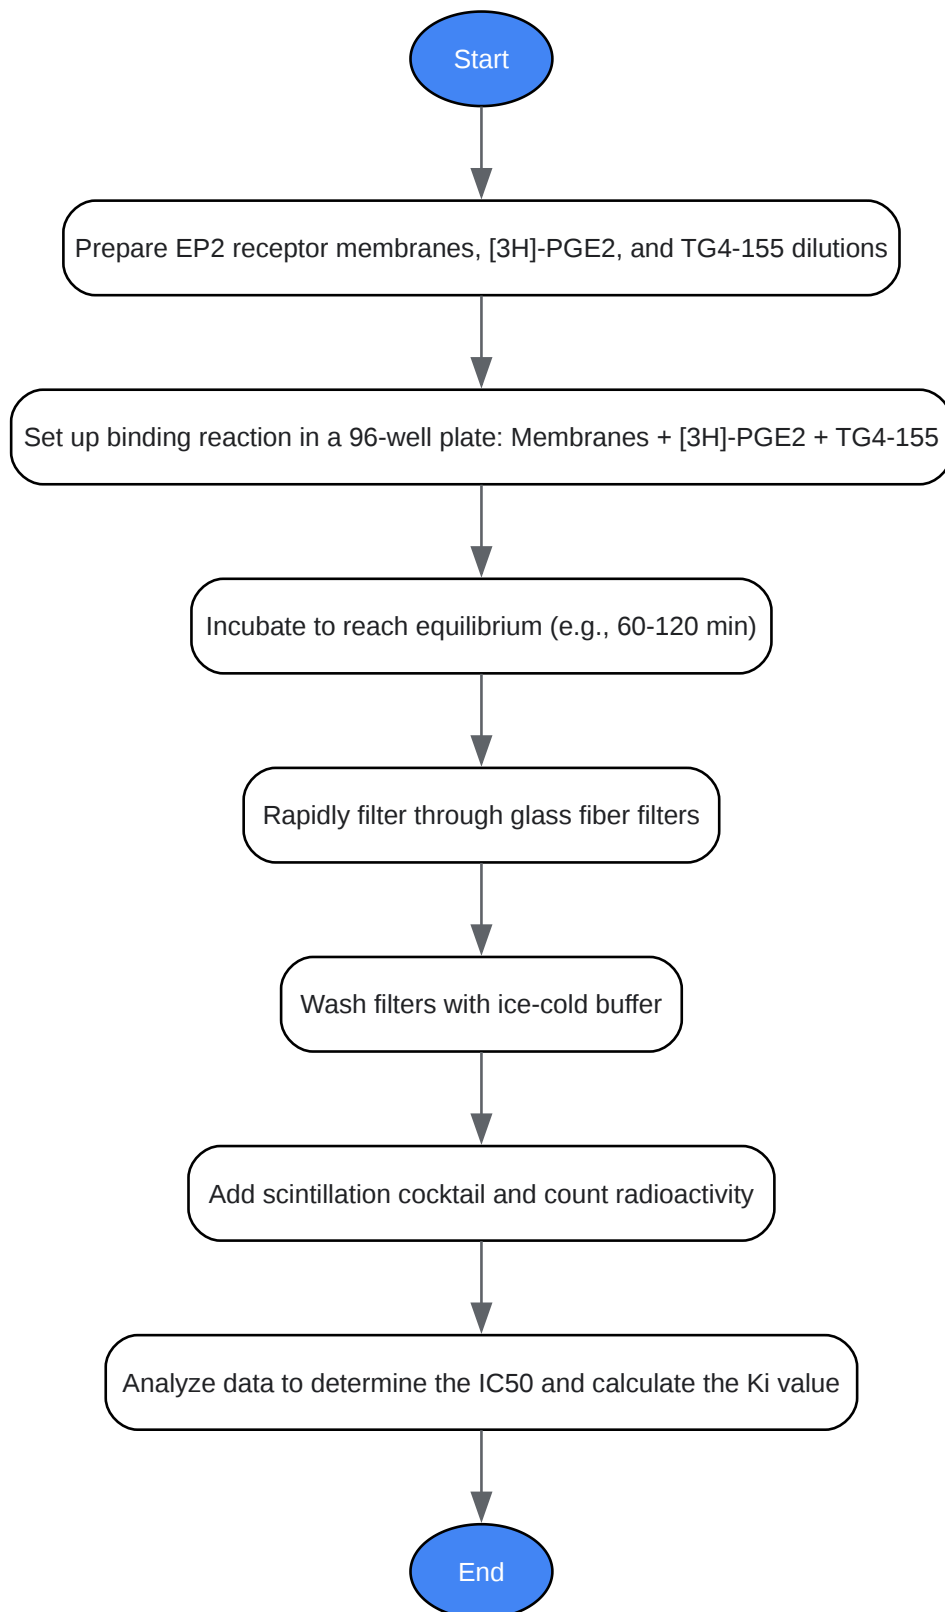 Start
Prepare EP2 receptor membranes, [3H]-PGE2, and TG4-155 dilutions
Set up binding reaction in a 96-well plate: Membranes + [3H]-PGE2 + TG4-155
Incubate to reach equilibrium (e.g., 60-120 min)
Rapidly filter through glass fiber filters
Wash filters with ice-cold buffer
Add scintillation cocktail and count radioactivity
Analyze data to determine the IC50 and calculate the Ki value
End